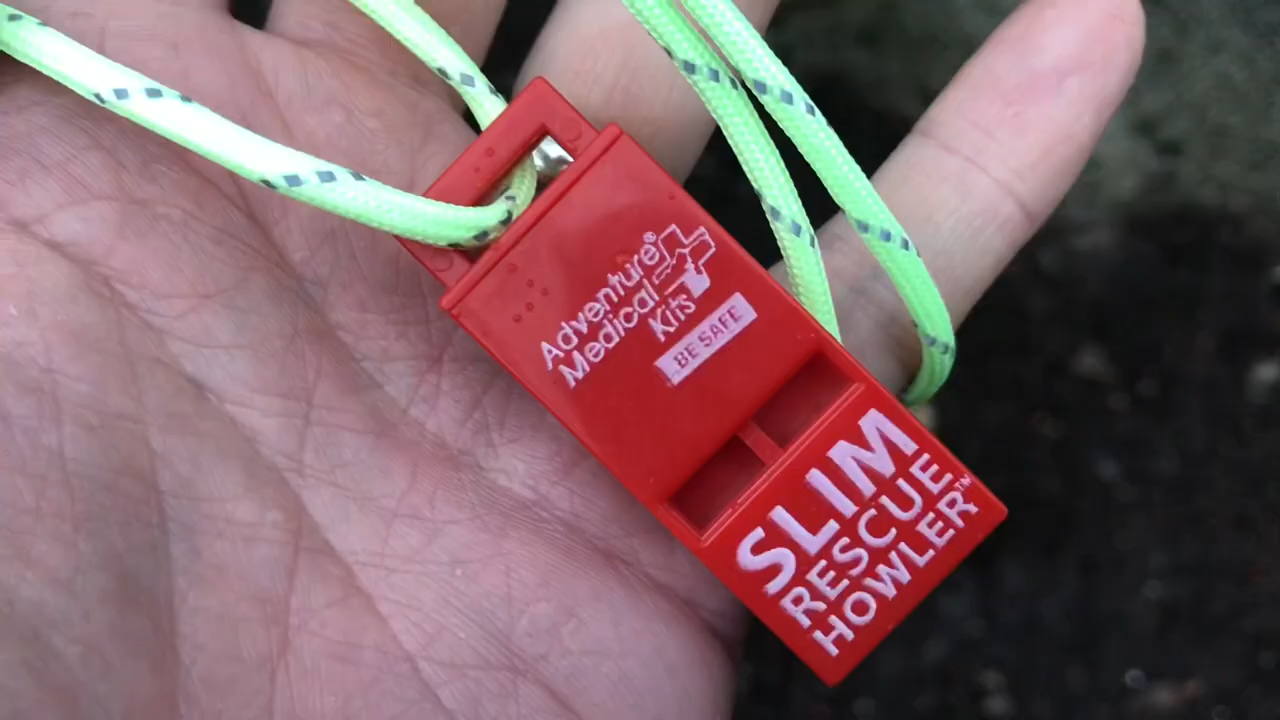 Adventure®
Medical
Kits
BE SAFE
SLIM
RESCUE
HOWLER™